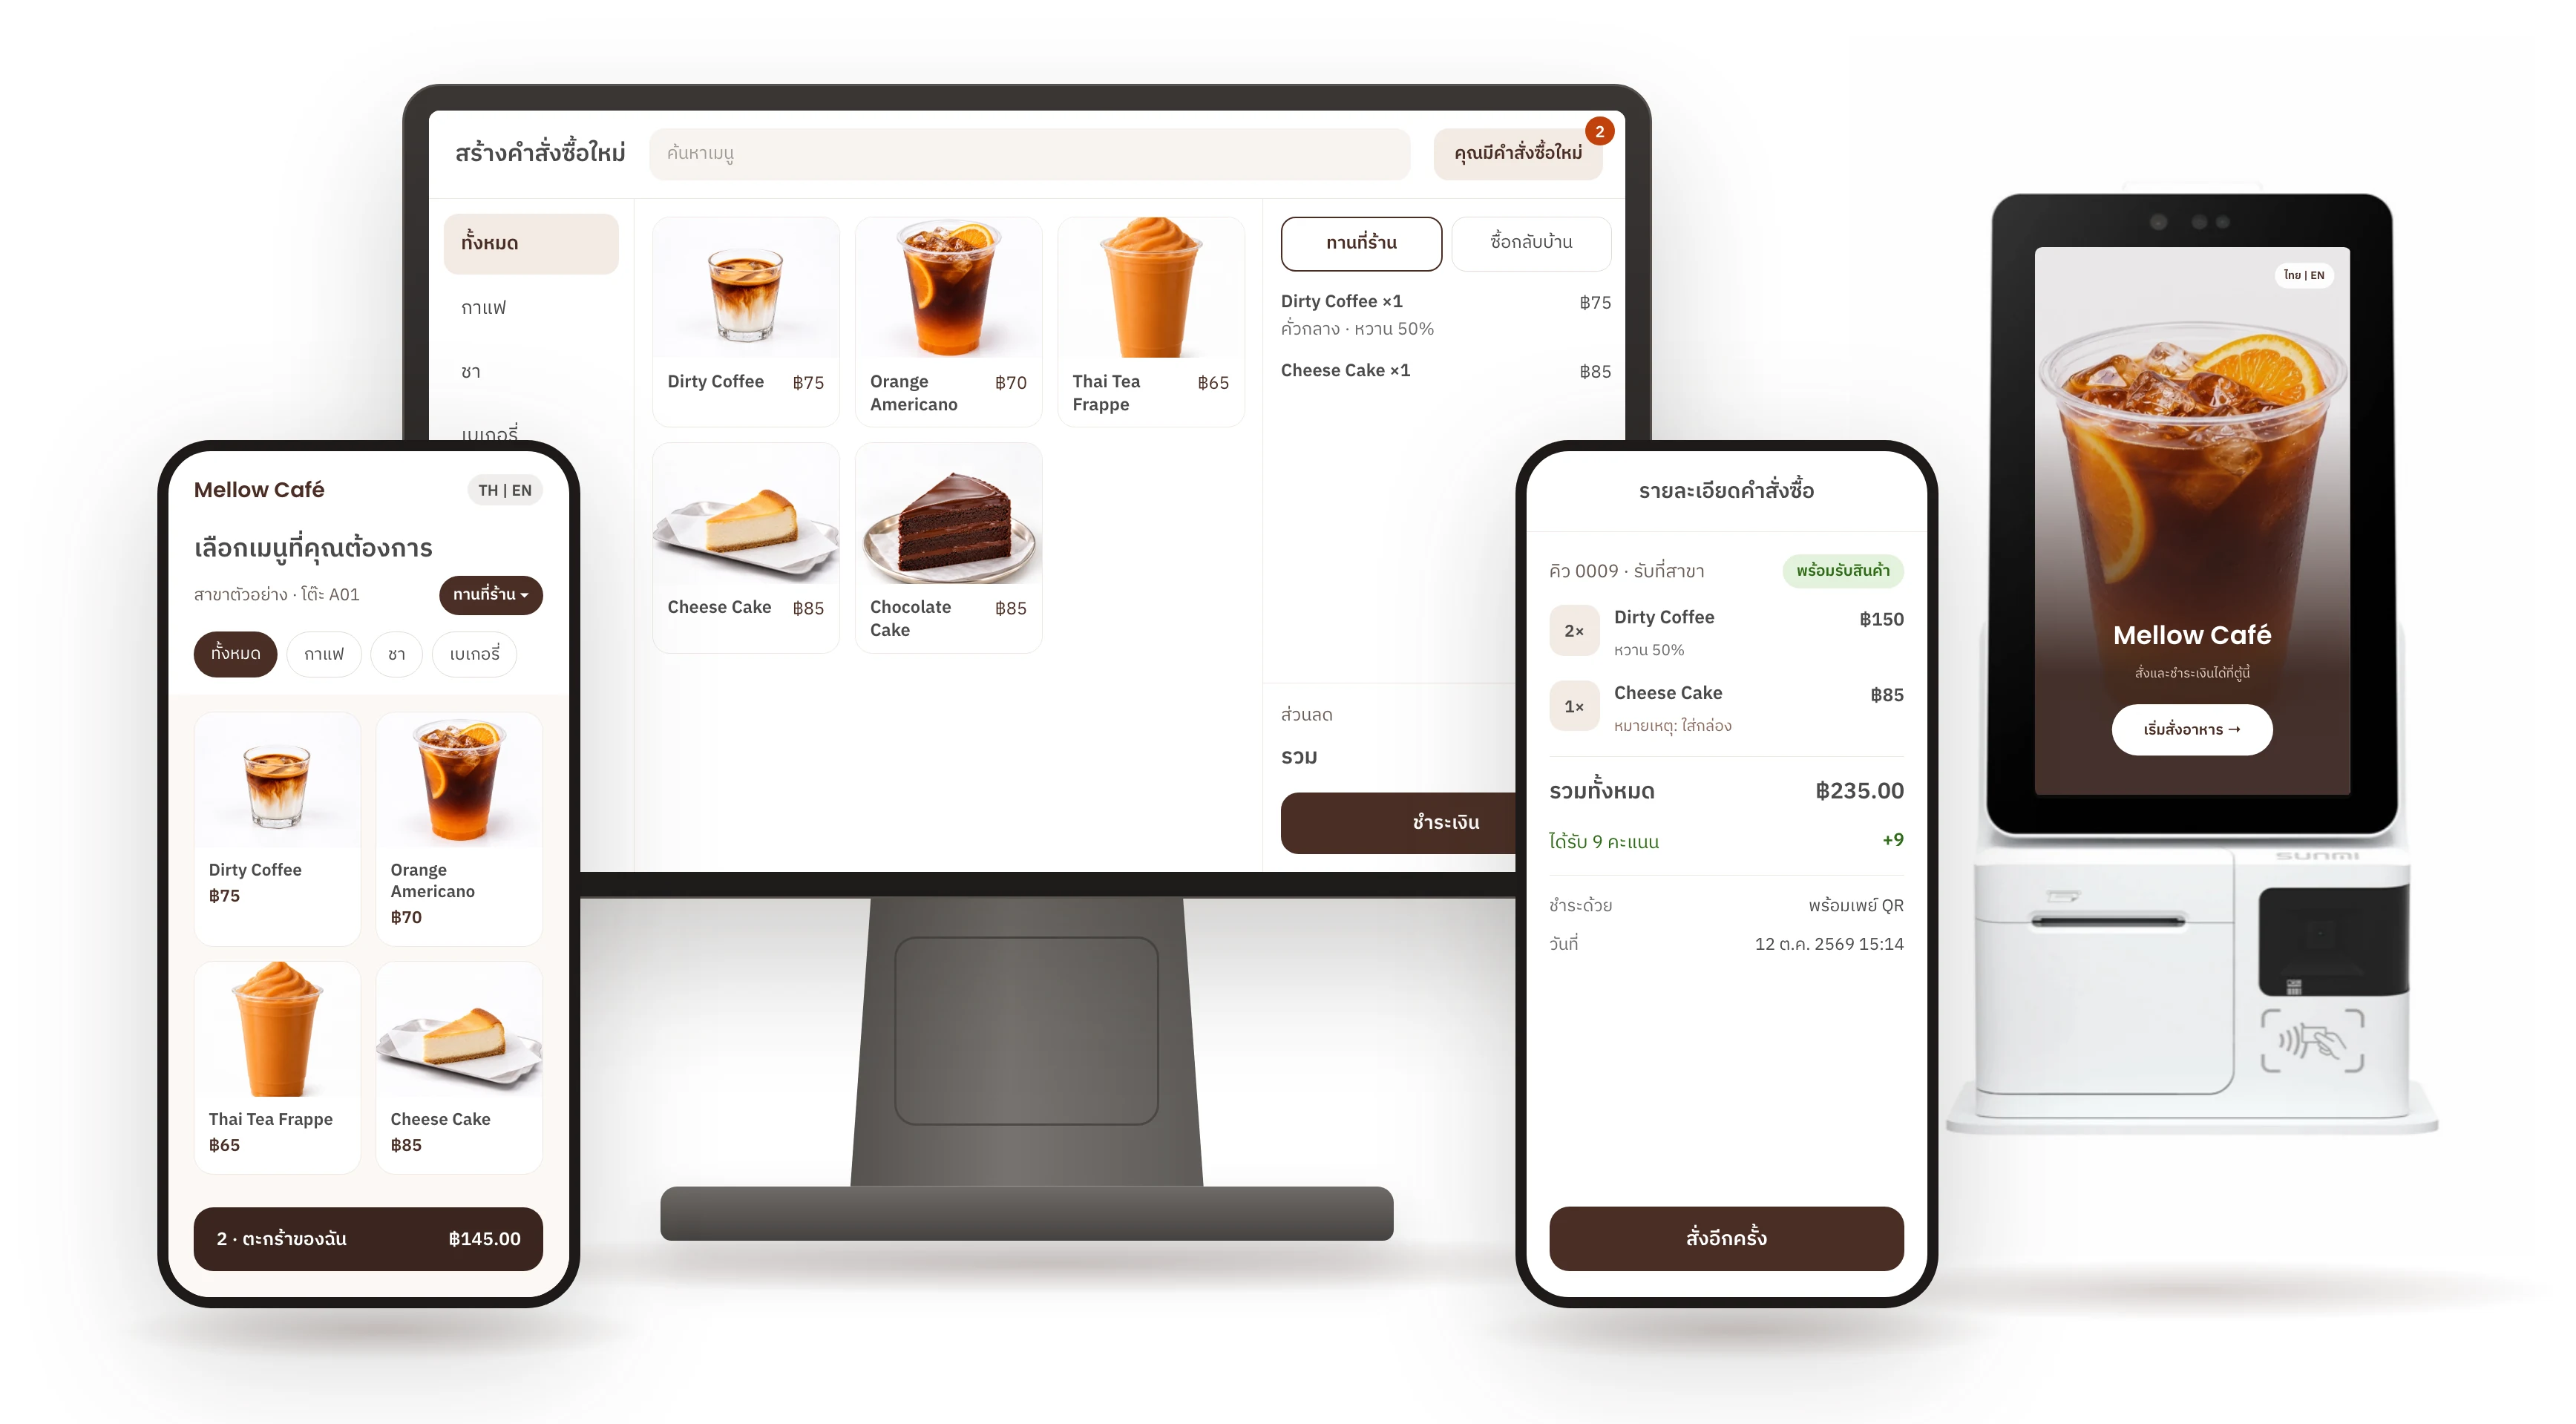 สร้างคำสั่งซื้อใหม่
ค้นหาเมนู
คุณมีคำสั่งซื้อใหม่
2
ทั้งหมด
กาแฟ
ชา
เบเกอรี่
Dirty Coffee ฿75
Orange Americano ฿70
Thai Tea Frappe ฿65
Cheese Cake ฿85
Chocolate Cake ฿85
ทานที่ร้าน
ซื้อกลับบ้าน
Dirty Coffee ×1 ฿75
คั่วกลาง · หวาน 50%
Cheese Cake ×1 ฿85
ส่วนลด
รวม
ชำระเงิน
Mellow Café
TH | EN
เลือกเมนูที่คุณต้องการ
สาขาตัวอย่าง · โต๊ะ A01
ทานที่ร้าน
ทั้งหมด
กาแฟ
ชา
เบเกอรี่
Dirty Coffee
฿75
Orange
Americano
฿70
Thai Tea Frappe
฿65
Cheese Cake
฿85
2 · ตะกร้าของฉัน ฿145.00
รายละเอียดคำสั่งซื้อ
คิว 0009 · รับที่สาขา
พร้อมรับสินค้า
2× Dirty Coffee ฿150
หวาน 50%
1× Cheese Cake ฿85
หมายเหตุ: ใส่กล่อง
รวมทั้งหมด ฿235.00
ได้รับ 9 คะแนน +9
ชำระด้วย พร้อมเพย์ QR
วันที่ 12 ต.ค. 2569 15:14
สั่งอีกครั้ง
ไทย | EN
Mellow Café
สั่งและชำระเงินได้ที่ตู้นี้
เริ่มสั่งอาหาร →
sunmi